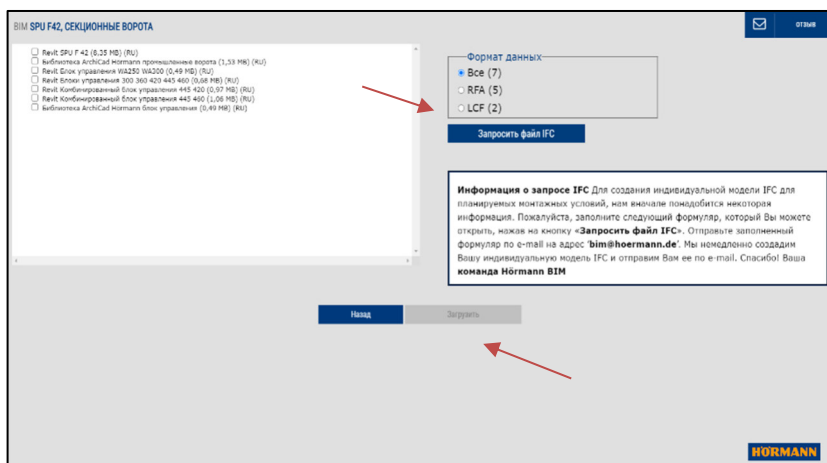 BIM SPU F42, СЕКЦИОННЫЕ ВОРОТА
отзыв
Revit SPU F 42 (8,35 MB) (RU)
Библиотека ArchiCad Hormann промышленные ворота (1,33 MB) (RU)
Revit Блок управления WA250 WA300 (0,49 MB) (RU)
Revit Блоки управления 300 360 420 445 460 (0,68 MB) (RU)
Revit Комбинированный блок управления 445 420 (0,97 MB) (RU)
Revit Комбинированный блок управления 445 460 (1,06 MB) (RU)
Библиотека ArchiCad Hormann блок управления (0,49 MB) (RU)
Формат данных
Все (7)
RFA (5)
LCF (2)
Запросить файл IFC
Информация о запросе IFC Для создания индивидуальной модели IFC для
планируемых монтажных условий, нам вначале понадобится некоторая
информация. Пожалуйста, заполните следующий формуляр, который Вы можете
открыть, нажав на кнопку «Запросить файл IFC». Отправьте заполненный
формуляр по e-mail на адрес 'bim@hoermann.de'. Мы немедленно создадим
Вашу индивидуальную модель IFC и отправим Вам ее по e-mail. Спасибо! Ваша
команда Hörmann BIM
Назад
Загрузить
HÖRMANN